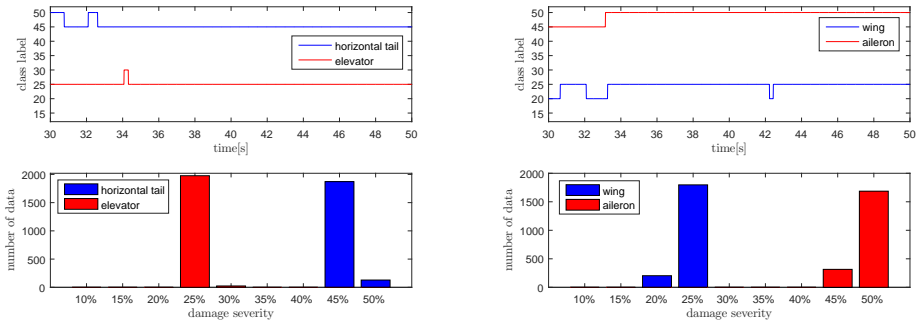 50
45
40
35
30
25
20
15
class label
horizontal tail
elevator
30 32 34 36 38 40 42 44 46 48 50
time[s]
50
45
40
35
30
25
20
15
class label
wing
aileron
30 32 34 36 38 40 42 44 46 48 50
time[s]
2000
1500
1000
500
0
number of data
horizontal tail
elevator
10% 15% 20% 25% 30% 35% 40% 45% 50%
damage severity
2000
1500
1000
500
0
number of data
wing
aileron
10% 15% 20% 25% 30% 35% 40% 45% 50%
damage severity